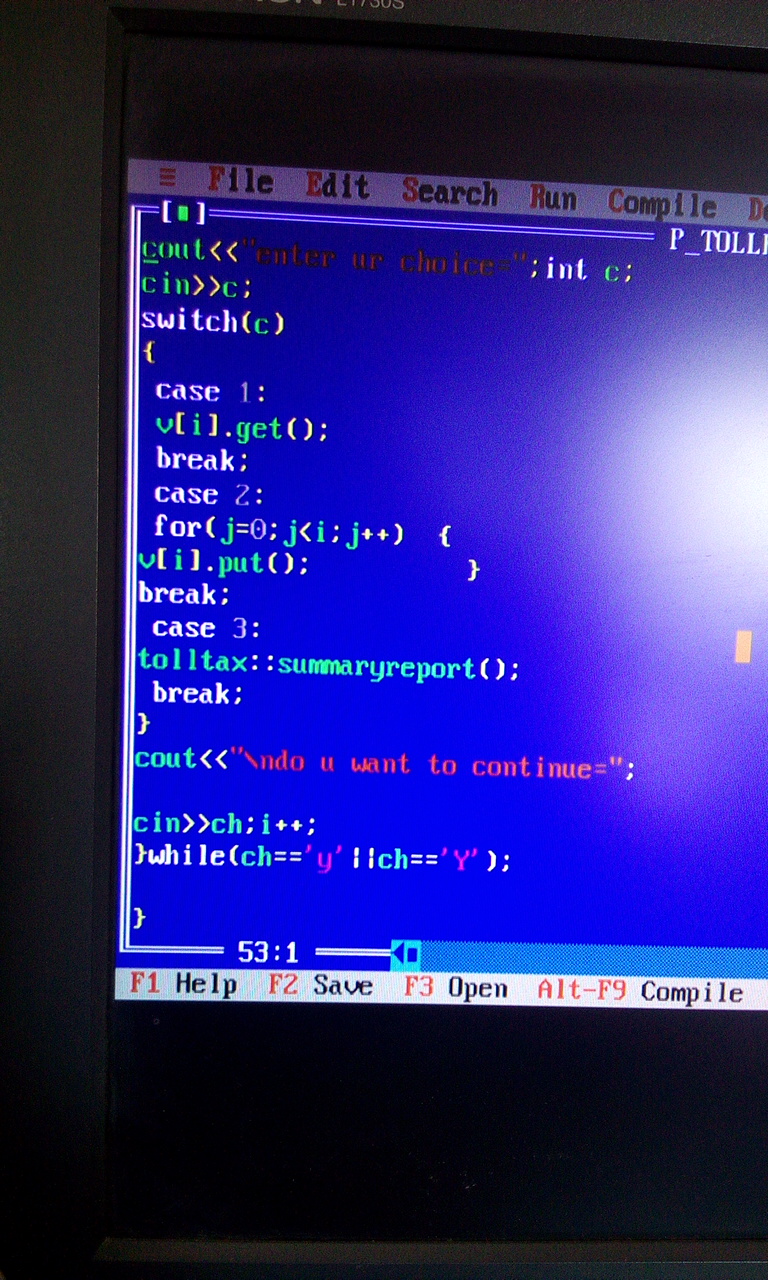 E1730S
≡ File Edit Search Run Compile
P_TOLL
cout<<"enter ur choice=";int c;
cin>>c;
switch(c)
{
case 1:
v[i].get();
break;
case 2:
for(j=0;j<i;j++) {
v[i].put(); }
break;
case 3:
tolltax::summaryreport();
break;
}
cout<<"\ndo u want to continue=";
cin>>ch;i++;
}while(ch=='y'||ch=='Y');
}
53:1
F1 Help F2 Save F3 Open Alt-F9 Compile